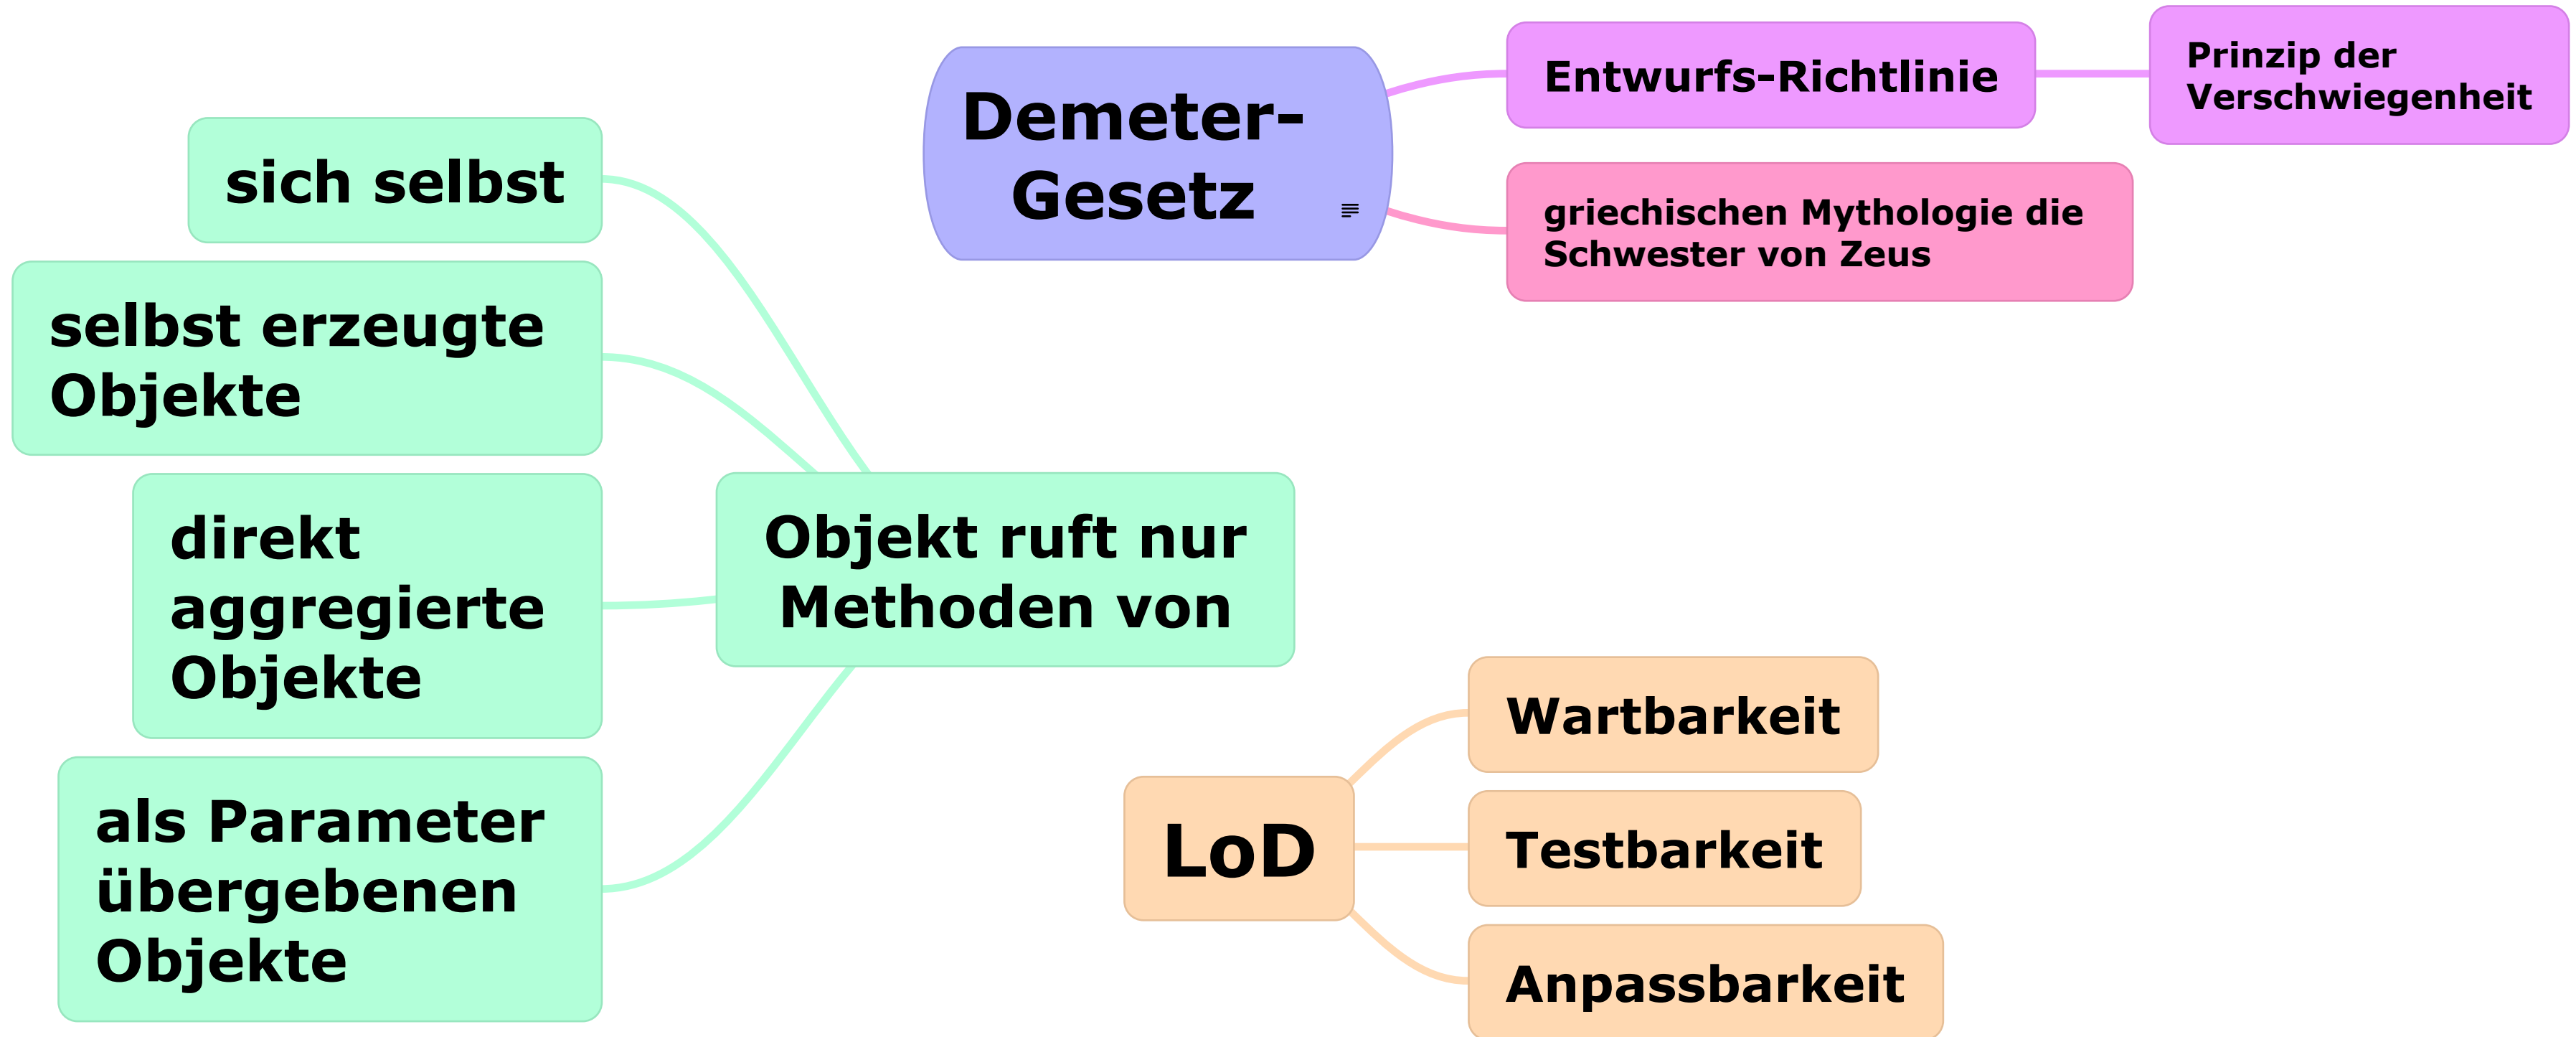 Demeter-
Gesetz
Entwurfs-Richtlinie
Prinzip der
Verschwiegenheit
griechischen Mythologie die
Schwester von Zeus
Objekt ruft nur
Methoden von
sich selbst
selbst erzeugte
Objekte
direkt
aggregierte
Objekte
als Parameter
übergebenen
Objekte
LoD
Wartbarkeit
Testbarkeit
Anpassbarkeit